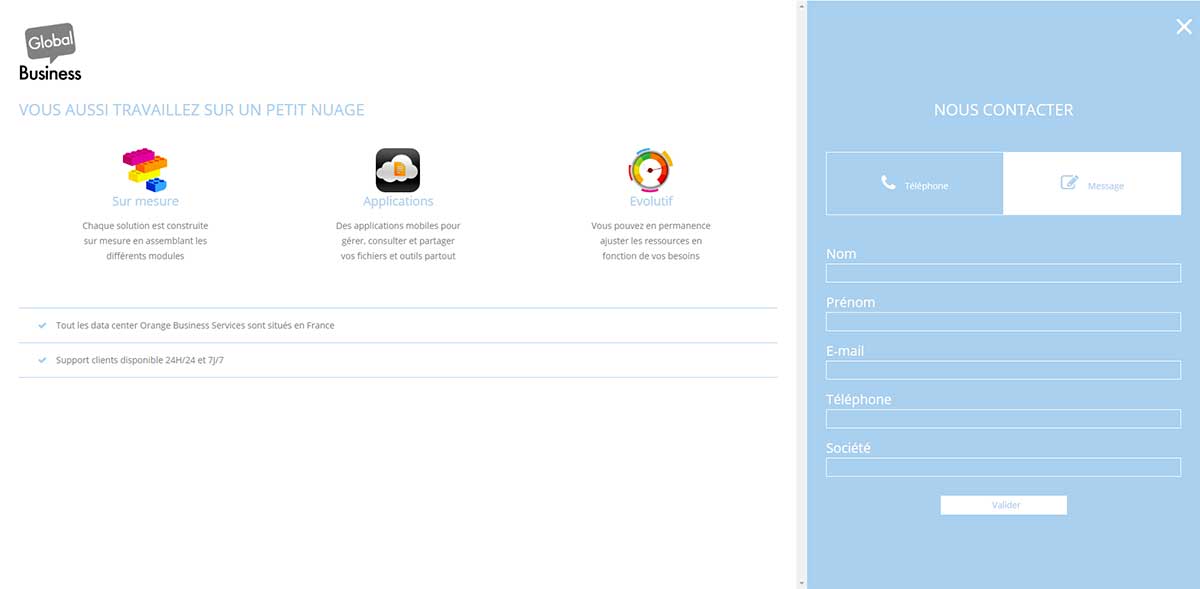 Global
Business
VOUS AUSSI TRAVAILLEZ SUR UN PETIT NUAGE
Sur mesure
Chaque solution est construite
sur mesure en assemblant les
différents modules
Applications
Des applications mobiles pour
gérer, consulter et partager
vos fichiers et outils partout
Evolutif
Vous pouvez en permanence
ajuster les ressources en
fonction de vos besoins
Tout les data center Orange Business Services sont situés en France
Support clients disponible 24H/24 et 7J/7
NOUS CONTACTER
Téléphone
Message
Nom
Prénom
E-mail
Téléphone
Société
Valider